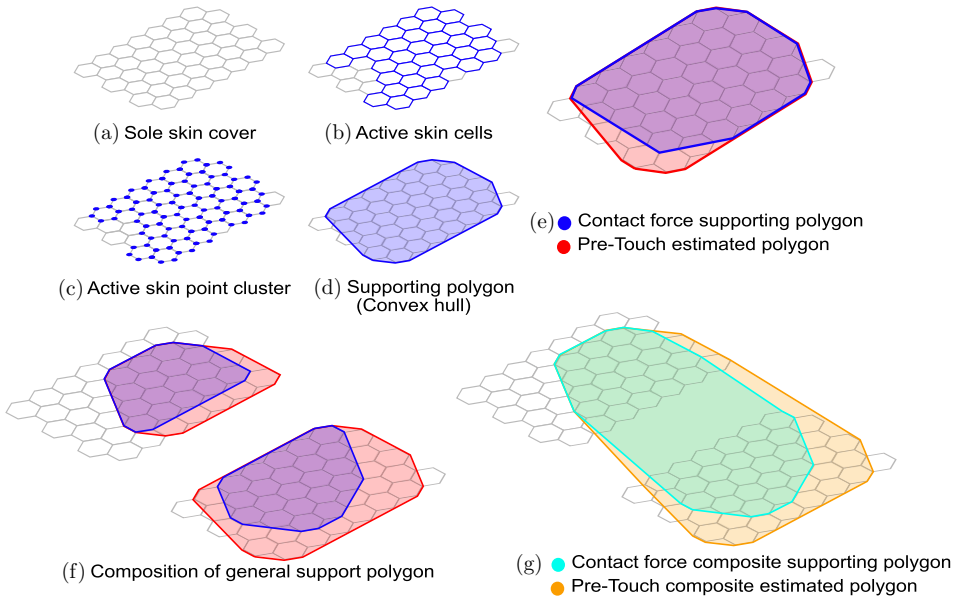 (a) Sole skin cover
(b) Active skin cells
(c) Active skin point cluster
(d) Supporting polygon
(Convex hull)
(e) Contact force supporting polygon
Pre-Touch estimated polygon
(f) Composition of general support polygon
(g) Contact force composite supporting polygon
Pre-Touch composite estimated polygon